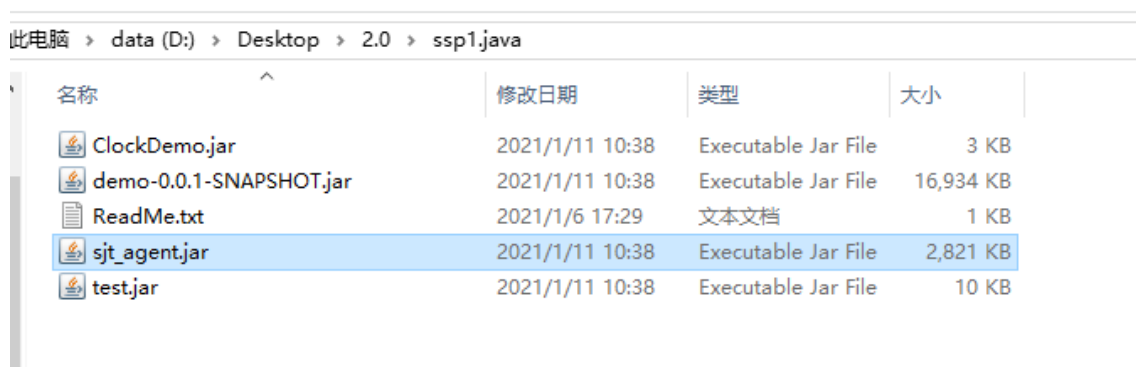 此电脑 > data (D:) > Desktop > 2.0 > ssp1.java
名称 修改日期 类型 大小
ClockDemo.jar 2021/1/11 10:38 Executable Jar File 3 KB
demo-0.0.1-SNAPSHOT.jar 2021/1/11 10:38 Executable Jar File 16,934 KB
ReadMe.txt 2021/1/6 17:29 文本文档 1 KB
sjt_agent.jar 2021/1/11 10:38 Executable Jar File 2,821 KB
test.jar 2021/1/11 10:38 Executable Jar File 10 KB